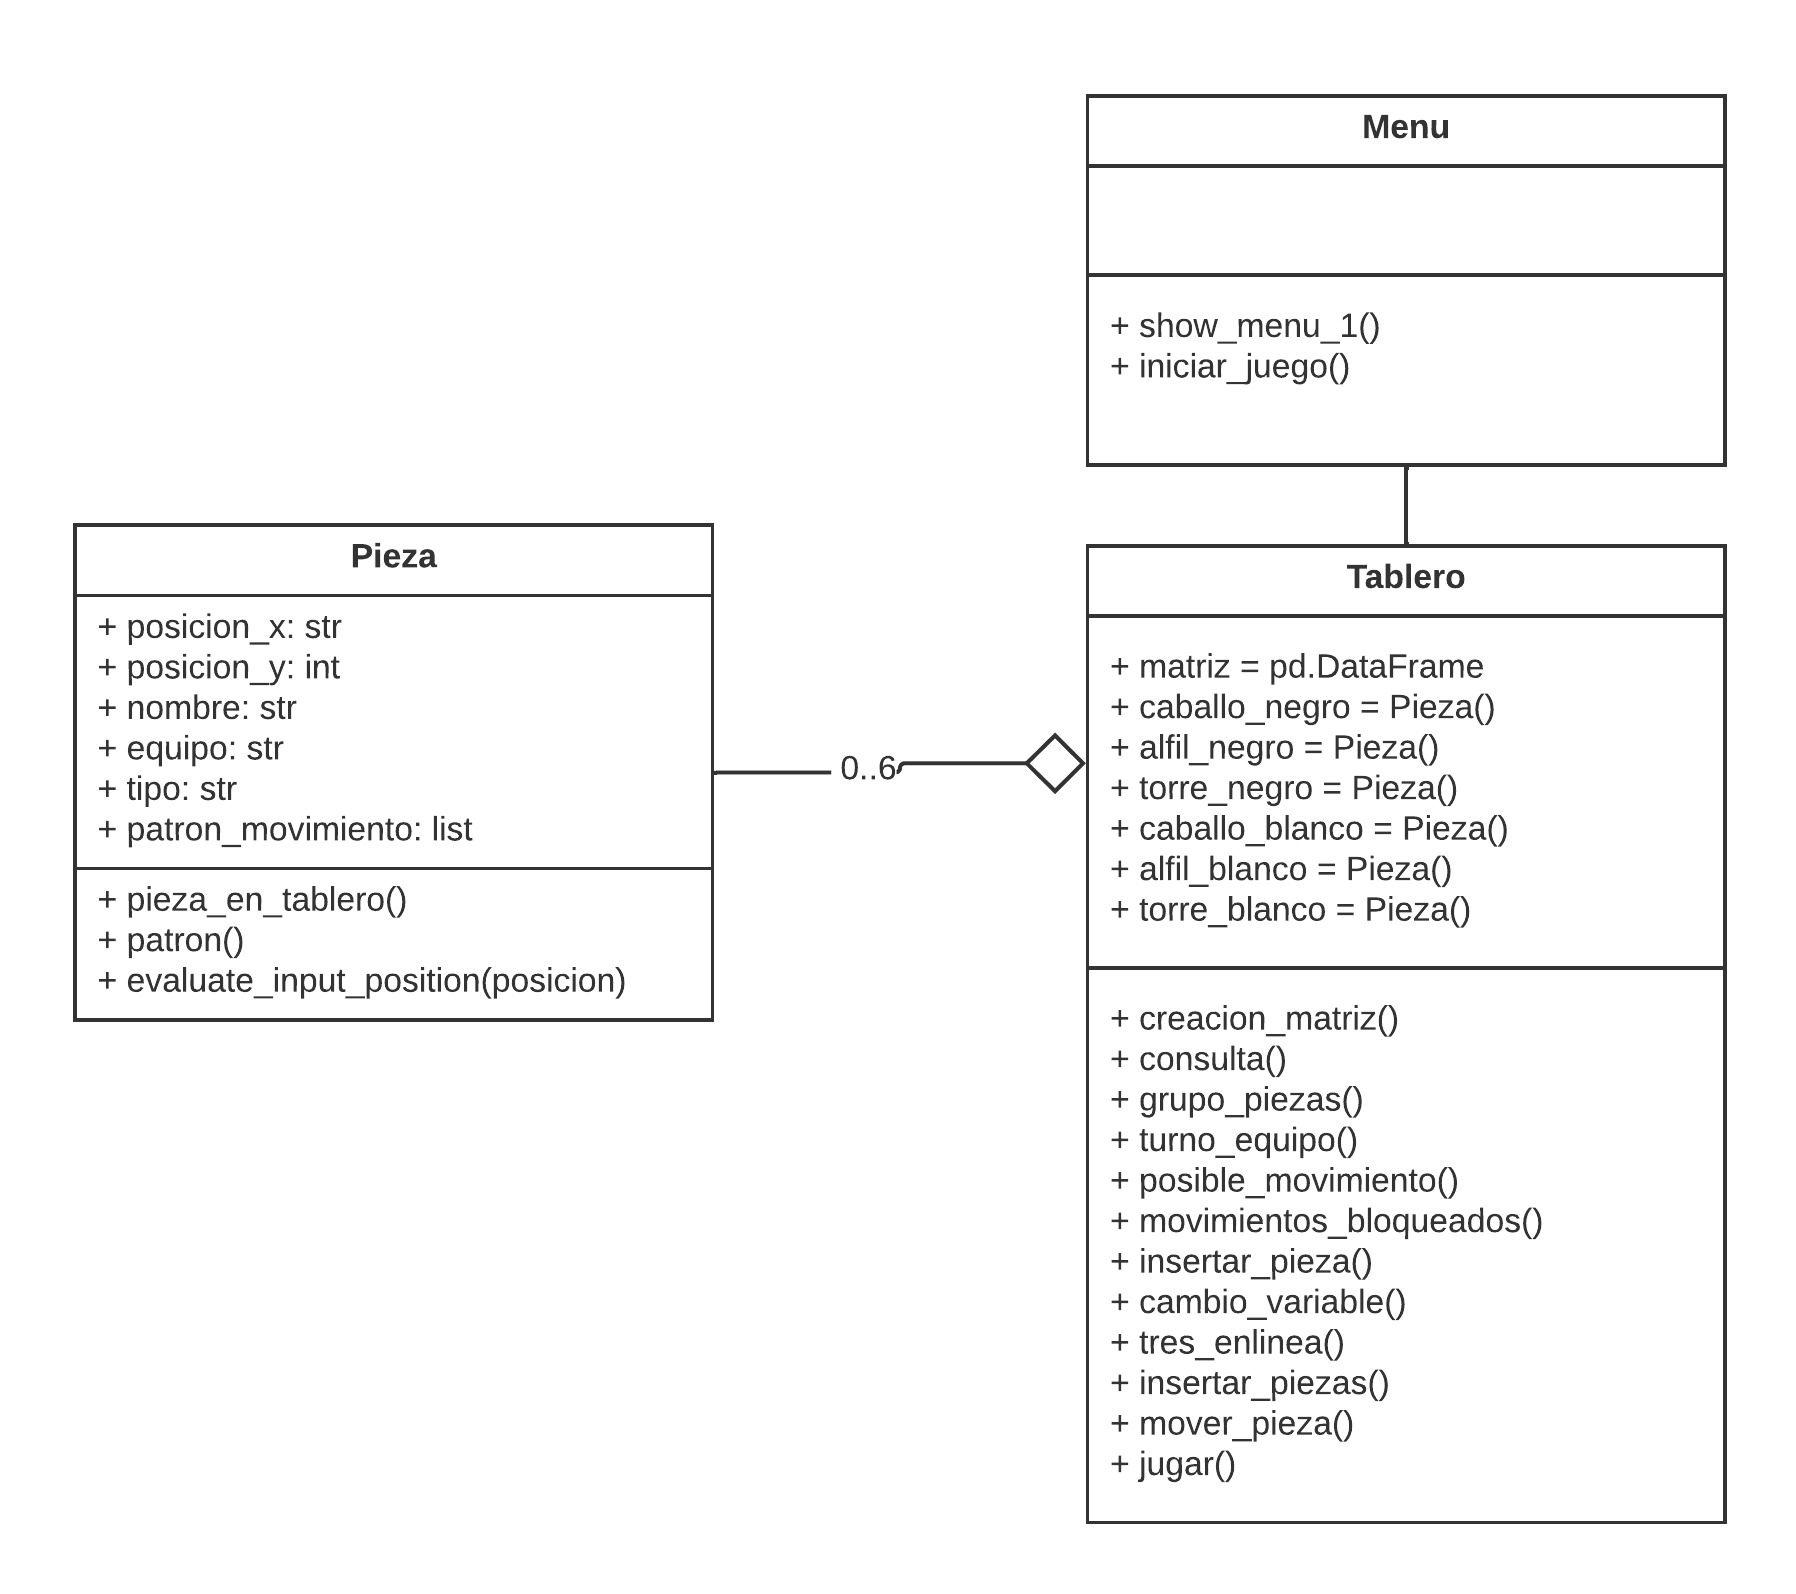 Menu
+ show_menu_1()
+ iniciar_juego()
Pieza
+ posicion_x: str
+ posicion_y: int
+ nombre: str
+ equipo: str
+ tipo: str
+ patron_movimiento: list
+ pieza_en_tablero()
+ patron()
+ evaluate_input_position(posicion)
0..6
Tablero
+ matriz = pd.DataFrame
+ caballo_negro = Pieza()
+ alfil_negro = Pieza()
+ torre_negro = Pieza()
+ caballo_blanco = Pieza()
+ alfil_blanco = Pieza()
+ torre_blanco = Pieza()
+ creacion_matriz()
+ consulta()
+ grupo_piezas()
+ turno_equipo()
+ posible_movimiento()
+ movimientos_bloqueados()
+ insertar_pieza()
+ cambio_variable()
+ tres_enlinea()
+ insertar_piezas()
+ mover_pieza()
+ jugar()